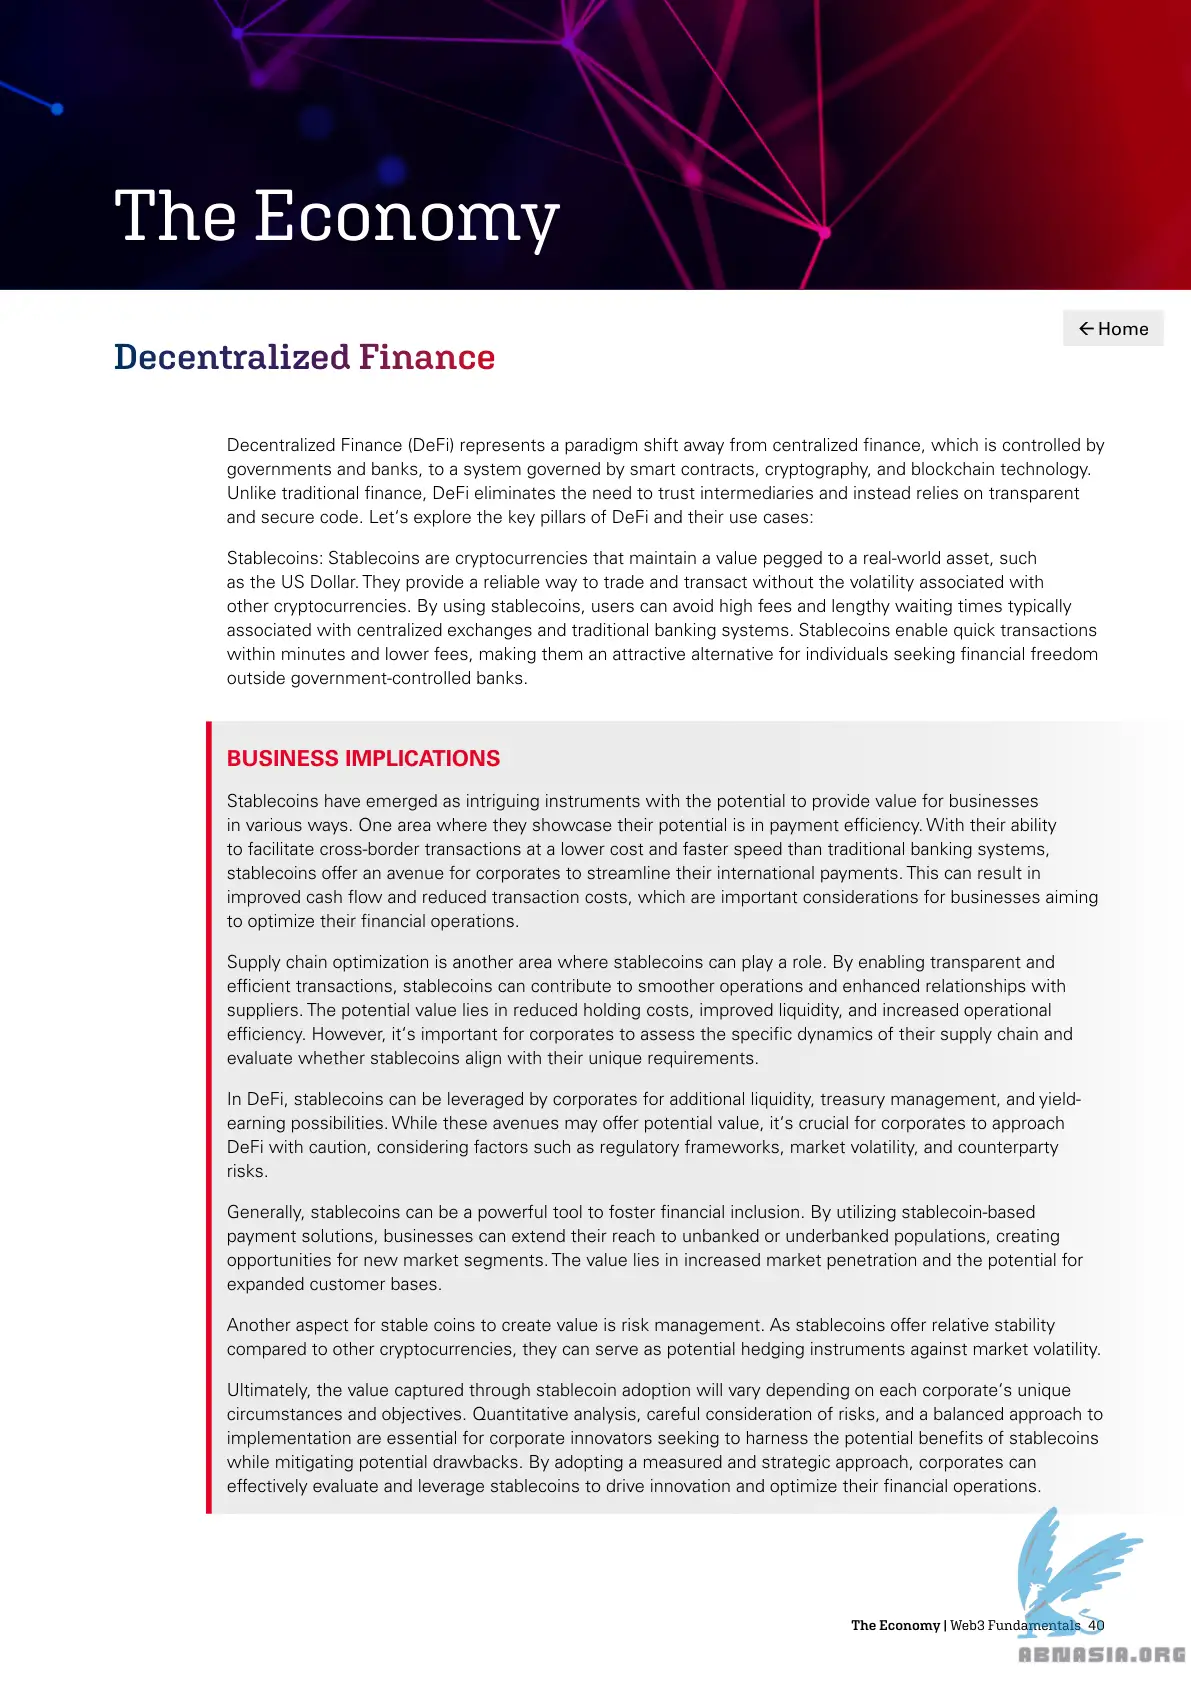 The Economy
← Home
Decentralized Finance
Decentralized Finance (DeFi) represents a paradigm shift away from centralized finance, which is controlled by
governments and banks, to a system governed by smart contracts, cryptography, and blockchain technology.
Unlike traditional finance, DeFi eliminates the need to trust intermediaries and instead relies on transparent
and secure code. Let’s explore the key pillars of DeFi and their use cases:
Stablecoins: Stablecoins are cryptocurrencies that maintain a value pegged to a real-world asset, such
as the US Dollar. They provide a reliable way to trade and transact without the volatility associated with
other cryptocurrencies. By using stablecoins, users can avoid high fees and lengthy waiting times typically
associated with centralized exchanges and traditional banking systems. Stablecoins enable quick transactions
within minutes and lower fees, making them an attractive alternative for individuals seeking financial freedom
outside government-controlled banks.
BUSINESS IMPLICATIONS
Stablecoins have emerged as intriguing instruments with the potential to provide value for businesses
in various ways. One area where they showcase their potential is in payment efficiency. With their ability
to facilitate cross-border transactions at a lower cost and faster speed than traditional banking systems,
stablecoins offer an avenue for corporates to streamline their international payments. This can result in
improved cash flow and reduced transaction costs, which are important considerations for businesses aiming
to optimize their financial operations.
Supply chain optimization is another area where stablecoins can play a role. By enabling transparent and
efficient transactions, stablecoins can contribute to smoother operations and enhanced relationships with
suppliers. The potential value lies in reduced holding costs, improved liquidity, and increased operational
efficiency. However, it’s important for corporates to assess the specific dynamics of their supply chain and
evaluate whether stablecoins align with their unique requirements.
In DeFi, stablecoins can be leveraged by corporates for additional liquidity, treasury management, and yield-
earning possibilities. While these avenues may offer potential value, it’s crucial for corporates to approach
DeFi with caution, considering factors such as regulatory frameworks, market volatility, and counterparty
risks.
Generally, stablecoins can be a powerful tool to foster financial inclusion. By utilizing stablecoin-based
payment solutions, businesses can extend their reach to unbanked or underbanked populations, creating
opportunities for new market segments. The value lies in increased market penetration and the potential for
expanded customer bases.
Another aspect for stable coins to create value is risk management. As stablecoins offer relative stability
compared to other cryptocurrencies, they can serve as potential hedging instruments against market volatility.
Ultimately, the value captured through stablecoin adoption will vary depending on each corporate’s unique
circumstances and objectives. Quantitative analysis, careful consideration of risks, and a balanced approach to
implementation are essential for corporate innovators seeking to harness the potential benefits of stablecoins
while mitigating potential drawbacks. By adopting a measured and strategic approach, corporates can
effectively evaluate and leverage stablecoins to drive innovation and optimize their financial operations.
The Economy | Web3 Fundamentals 40
ABNASIA.ORG